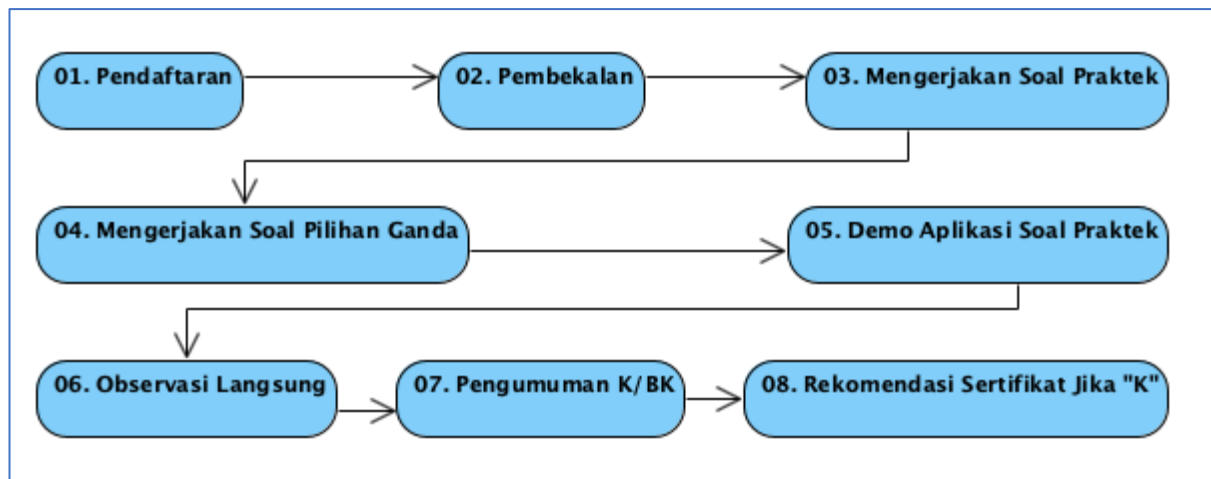 01. Pendaftaran
02. Pembekalan
03. Mengerjakan Soal Praktek
04. Mengerjakan Soal Pilihan Ganda
05. Demo Aplikasi Soal Praktek
06. Observasi Langsung
07. Pengumuman K/BK
08. Rekomendasi Sertifikat Jika "K"